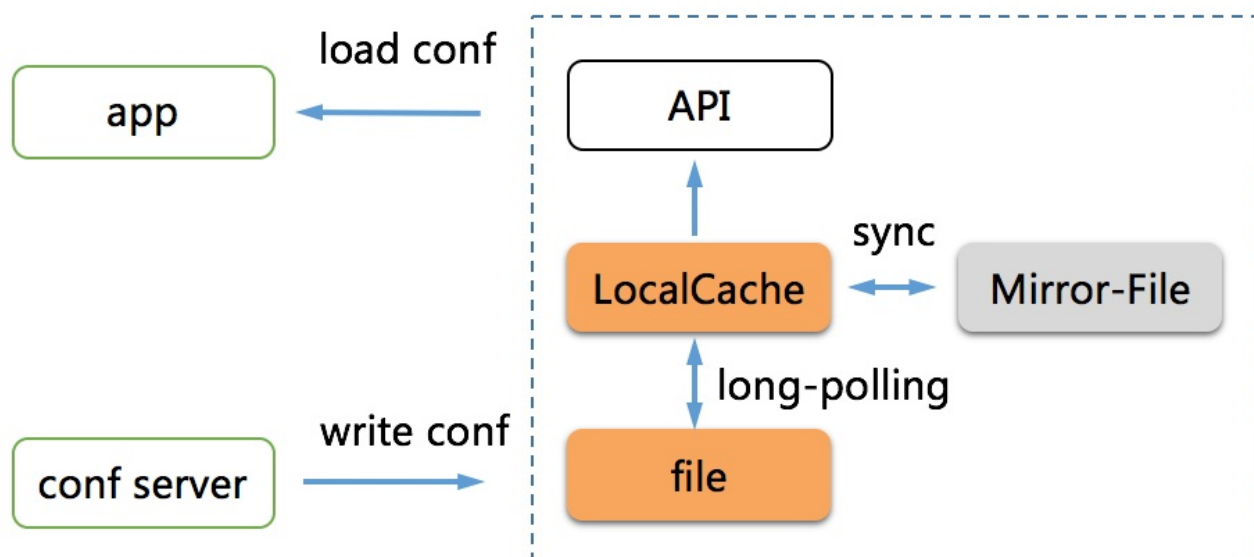 load conf
app
API
sync
LocalCache
Mirror-File
long-polling
write conf
conf server
file